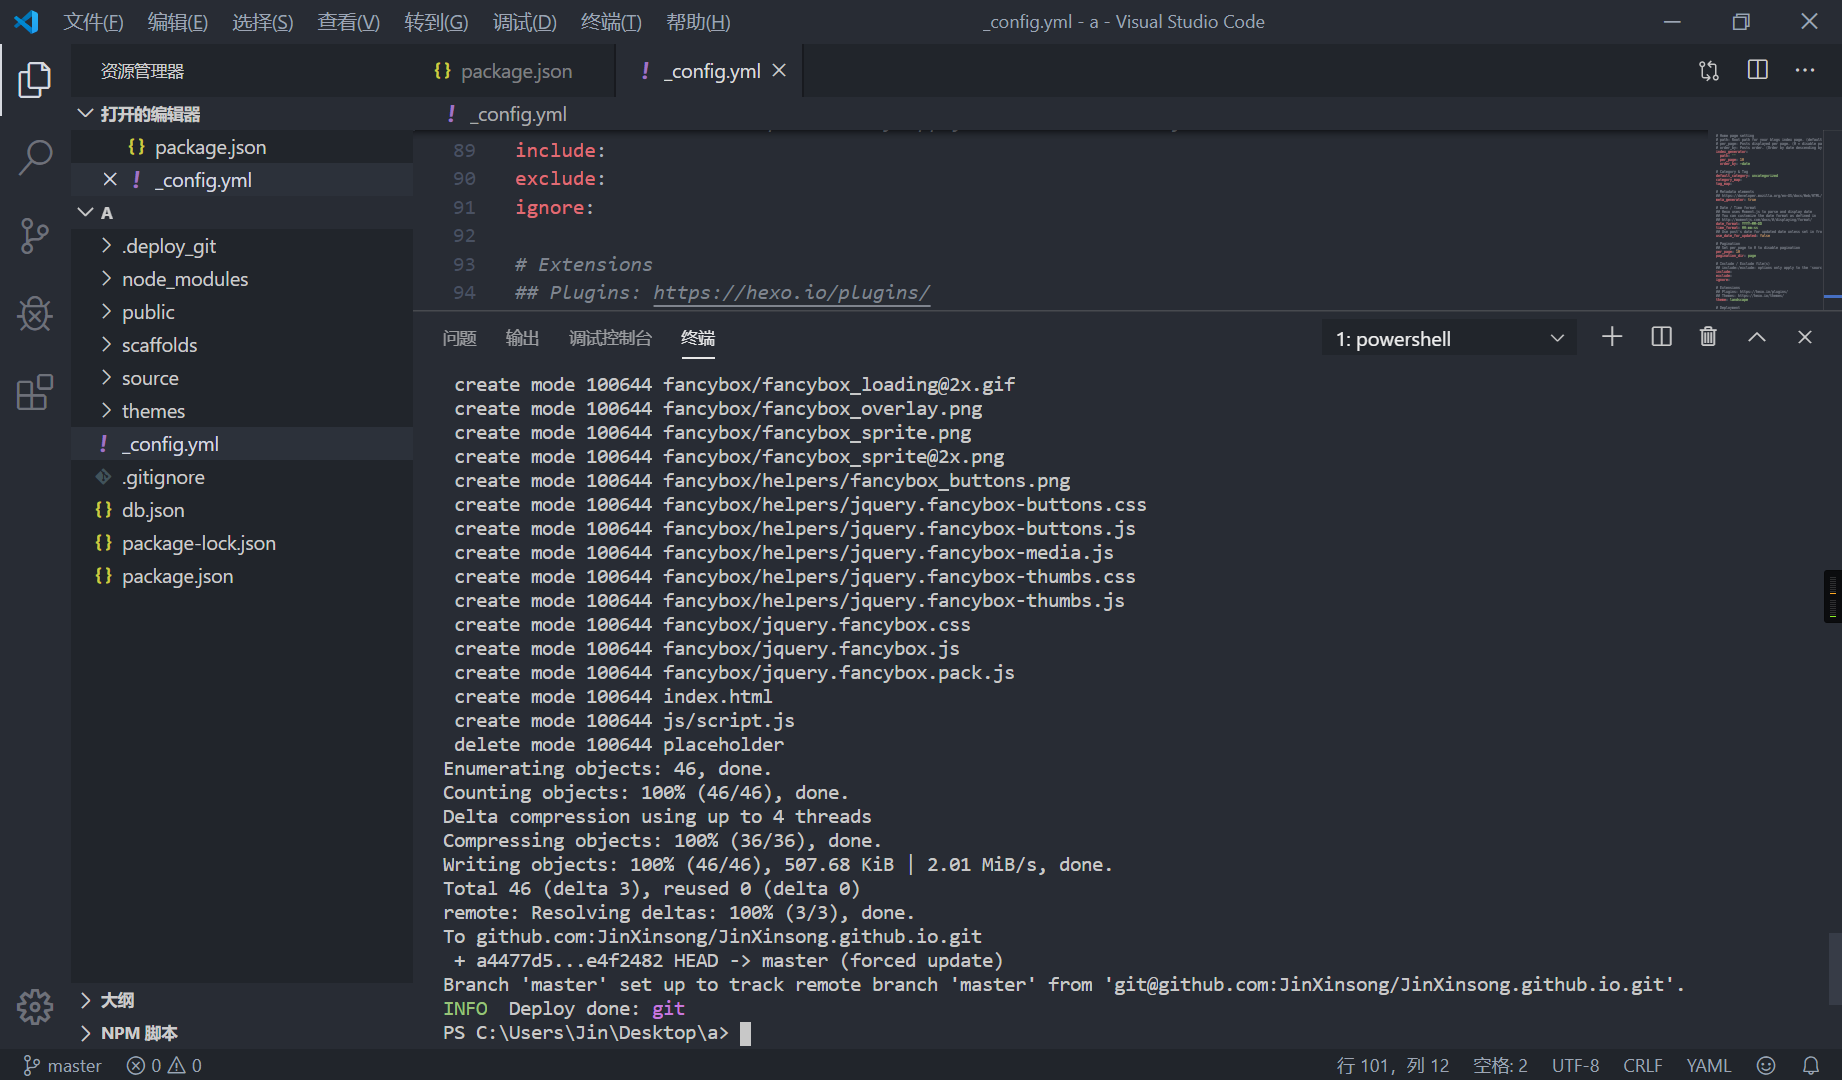 文件(F) 编辑(E) 选择(S) 查看(V) 转到(G) 调试(D) 终端(T) 帮助(H) _config.yml - a - Visual Studio Code
资源管理器
打开的编辑器
{} package.json
! _config.yml
A
.deploy_git
node_modules
public
scaffolds
source
themes
! _config.yml
.gitignore
{} db.json
{} package-lock.json
{} package.json
大纲
NPM 脚本
{} package.json ! _config.yml
! _config.yml
89 include:
90 exclude:
91 ignore:
92
93 # Extensions
94 ## Plugins: https://hexo.io/plugins/
问题 输出 调试控制台 终端 1: powershell
create mode 100644 fancybox/fancybox_loading@2x.gif
create mode 100644 fancybox/fancybox_overlay.png
create mode 100644 fancybox/fancybox_sprite.png
create mode 100644 fancybox/fancybox_sprite@2x.png
create mode 100644 fancybox/helpers/fancybox_buttons.png
create mode 100644 fancybox/helpers/jquery.fancybox-buttons.css
create mode 100644 fancybox/helpers/jquery.fancybox-buttons.js
create mode 100644 fancybox/helpers/jquery.fancybox-media.js
create mode 100644 fancybox/helpers/jquery.fancybox-thumbs.css
create mode 100644 fancybox/helpers/jquery.fancybox-thumbs.js
create mode 100644 fancybox/jquery.fancybox.css
create mode 100644 fancybox/jquery.fancybox.js
create mode 100644 fancybox/jquery.fancybox.pack.js
create mode 100644 index.html
create mode 100644 js/script.js
delete mode 100644 placeholder
Enumerating objects: 46, done.
Counting objects: 100% (46/46), done.
Delta compression using up to 4 threads
Compressing objects: 100% (36/36), done.
Writing objects: 100% (46/46), 507.68 KiB | 2.01 MiB/s, done.
Total 46 (delta 3), reused 0 (delta 0)
remote: Resolving deltas: 100% (3/3), done.
To github.com:JinXinsong/JinXinsong.github.io.git
+ a4477d5...e4f2482 HEAD -> master (forced update)
Branch 'master' set up to track remote branch 'master' from 'git@github.com:JinXinsong/JinXinsong.github.io.git'.
INFO  Deploy done: git
PS C:\Users\Jin\Desktop\a>
master 0 0 行 101，列 12 空格: 2 UTF-8 CRLF YAML